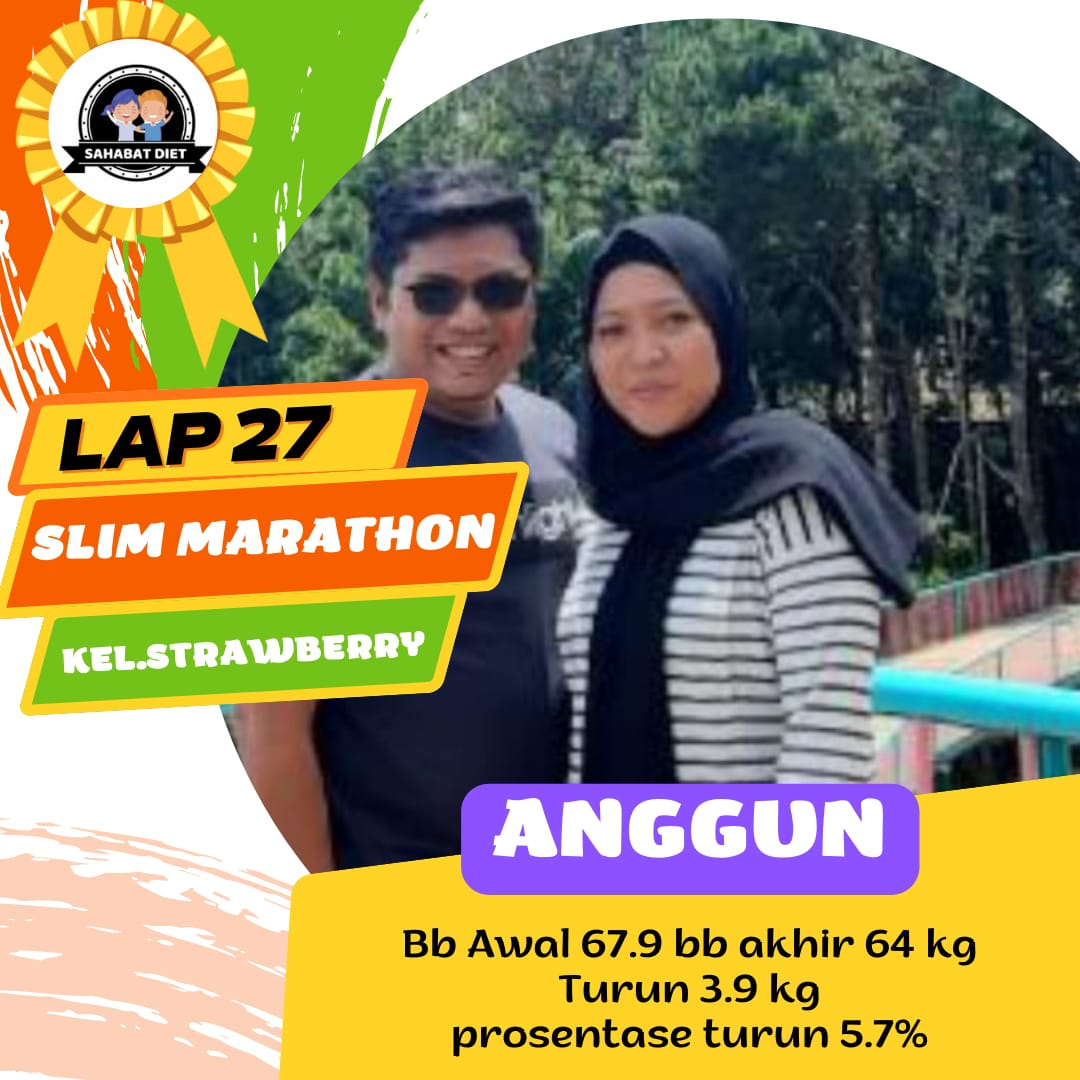 SAHABAT DIET
LAP 27
SLIM MARATHON
KEL.STRAWBERRY
ANGGUN
Bb Awal 67.9 bb akhir 64 kg
Turun 3.9 kg
prosentase turun 5.7%